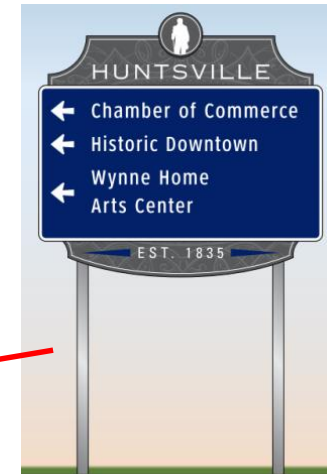 HUNTSVILLE
Chamber of Commerce
Historic Downtown
Wynne Home
Arts Center
EST. 1835